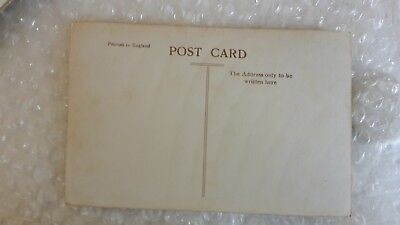 Printed in England
POST CARD
The Address only to be
written here